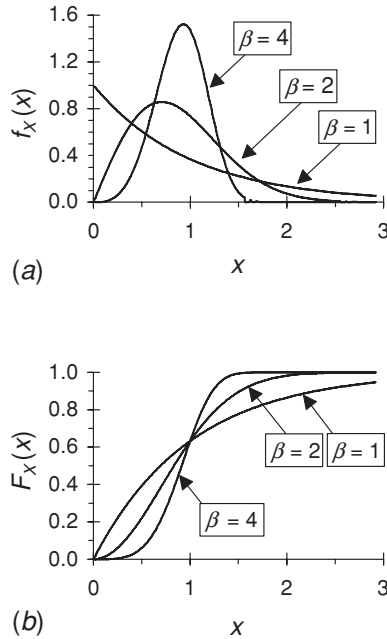 1.6
1.2
0.8
0.4
0.0
f_X(x)
β = 4
β = 2
β = 1
0 1 2 3
x
(a)
1.0
0.8
0.6
0.4
0.2
0.0
F_X(x)
β = 2 β = 1
β = 4
0 1 2 3
x
(b)